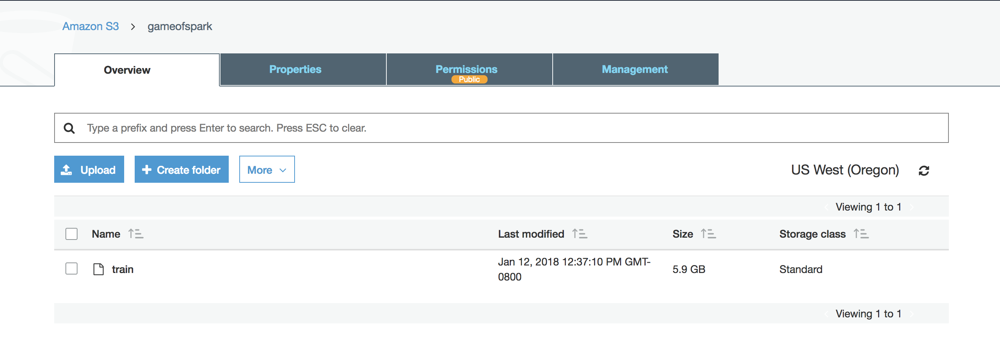 Amazon S3 > gameofspark
Overview Properties Permissions Management
Public
Type a prefix and press Enter to search. Press ESC to clear.
Upload Create folder More US West (Oregon)
Viewing 1 to 1
Name Last modified Size Storage class
train Jan 12, 2018 12:37:10 PM GMT- 5.9 GB Standard
0800
Viewing 1 to 1